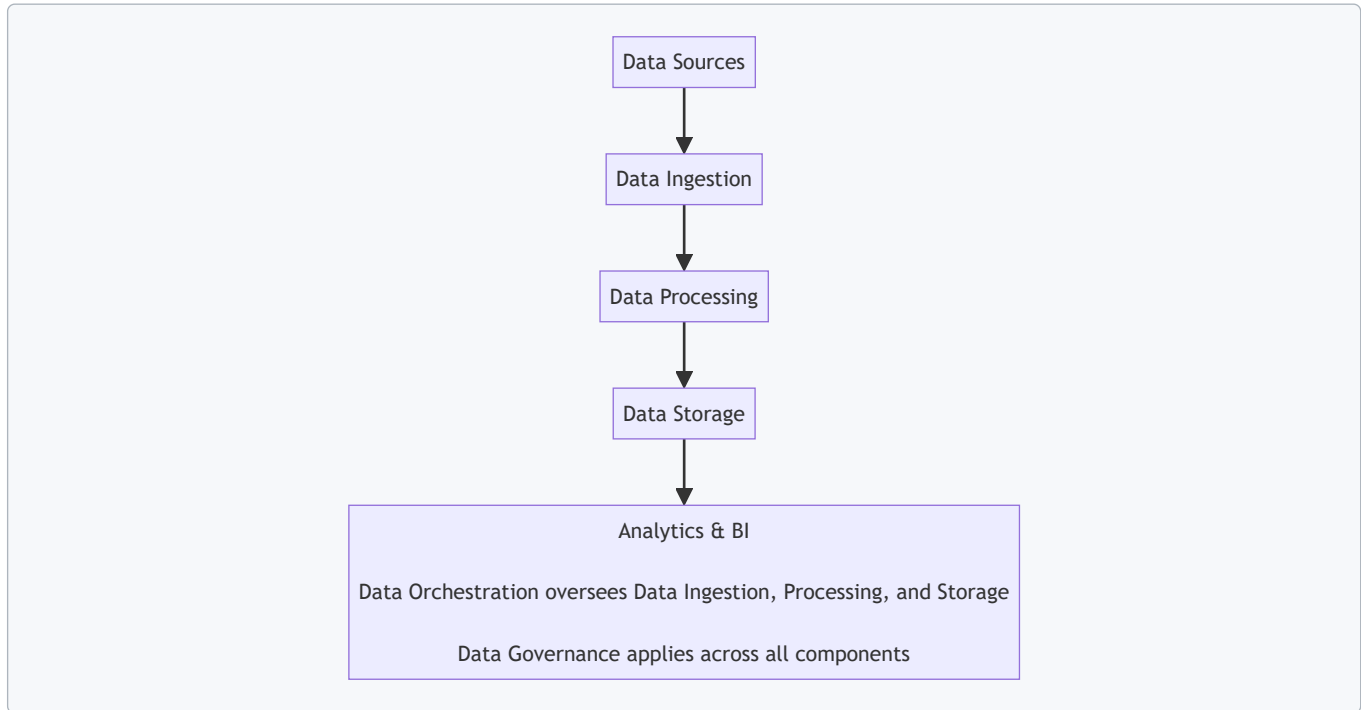 Data Sources
Data Ingestion
Data Processing
Data Storage
Analytics & BI
Data Orchestration oversees Data Ingestion, Processing, and Storage
Data Governance applies across all components